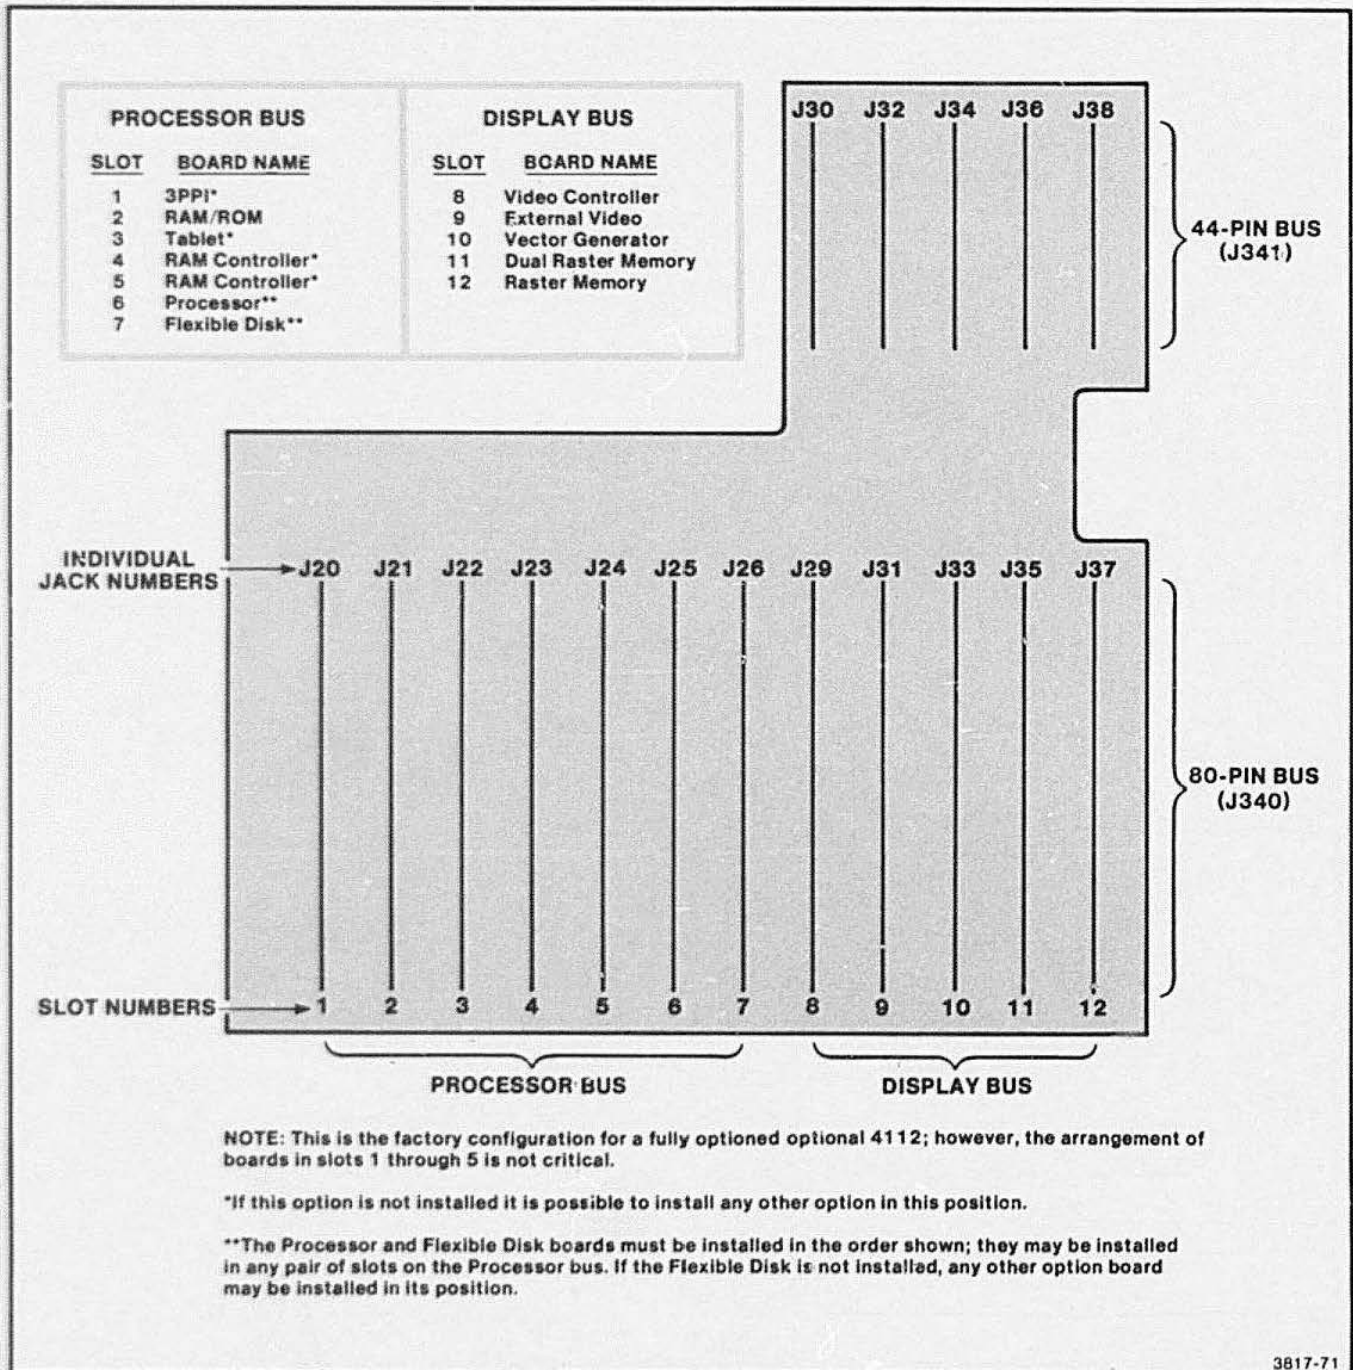 PROCESSOR BUS
SLOT BOARD NAME
1 3PPI*
2 RAM/ROM
3 Tablet*
4 RAM Controller*
5 RAM Controller*
6 Processor**
7 Flexible Disk**
DISPLAY BUS
SLOT BOARD NAME
8 Video Controller
9 External Video
10 Vector Generator
11 Dual Raster Memory
12 Raster Memory
J30 J32 J34 J36 J38
44-PIN BUS
(J341)
INDIVIDUAL
JACK NUMBERS
J20 J21 J22 J23 J24 J25 J26 J29 J31 J33 J35 J37
80-PIN BUS
(J340)
SLOT NUMBERS
1 2 3 4 5 6 7 8 9 10 11 12
PROCESSOR BUS
DISPLAY BUS
NOTE: This is the factory configuration for a fully optioned optional 4112; however, the arrangement of
boards in slots 1 through 5 is not critical.
*If this option is not installed it is possible to install any other option in this position.
**The Processor and Flexible Disk boards must be installed in the order shown; they may be installed
in any pair of slots on the Processor bus. If the Flexible Disk is not installed, any other option board
may be installed in its position.
3817-71